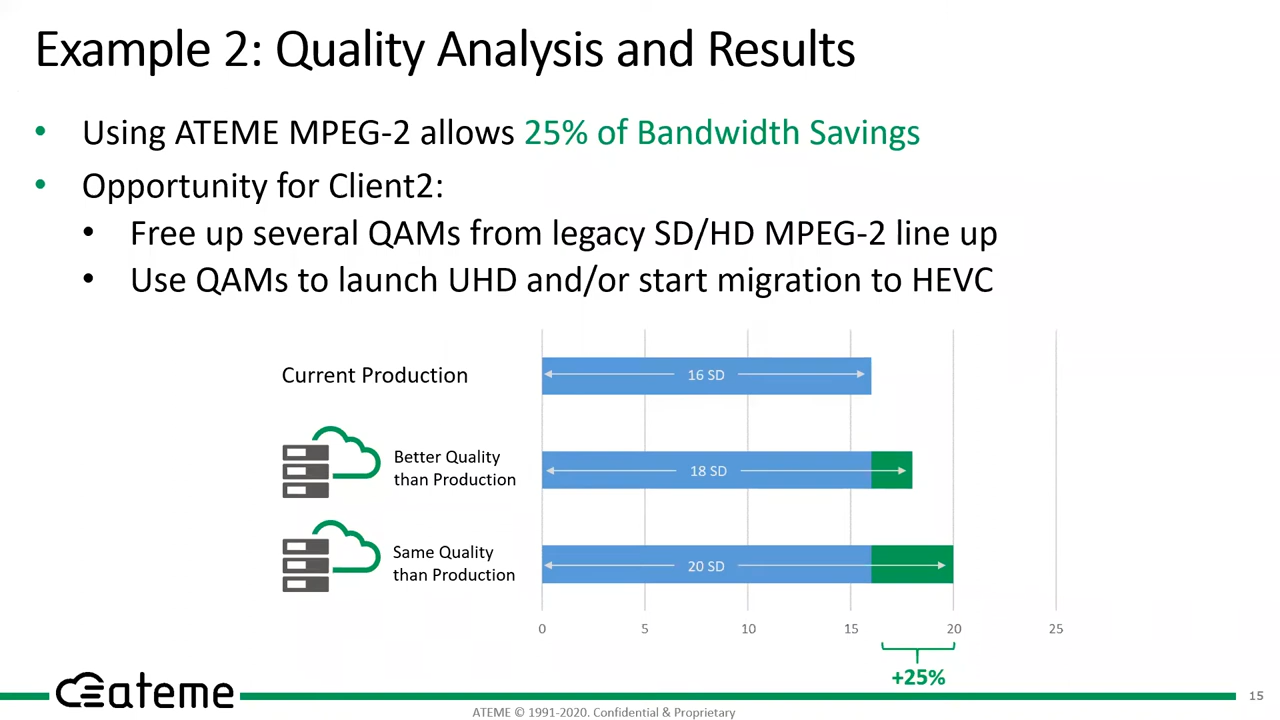 Example 2: Quality Analysis and Results
• Using ATEME MPEG-2 allows 25% of Bandwidth Savings
• Opportunity for Client2:
• Free up several QAMs from legacy SD/HD MPEG-2 line up
• Use QAMs to launch UHD and/or start migration to HEVC
Current Production
16 SD
Better Quality
than Production
18 SD
Same Quality
than Production
20 SD
0 5 10 15 20 25
+25%
ateme
ATEME © 1991-2020. Confidential & Proprietary
15